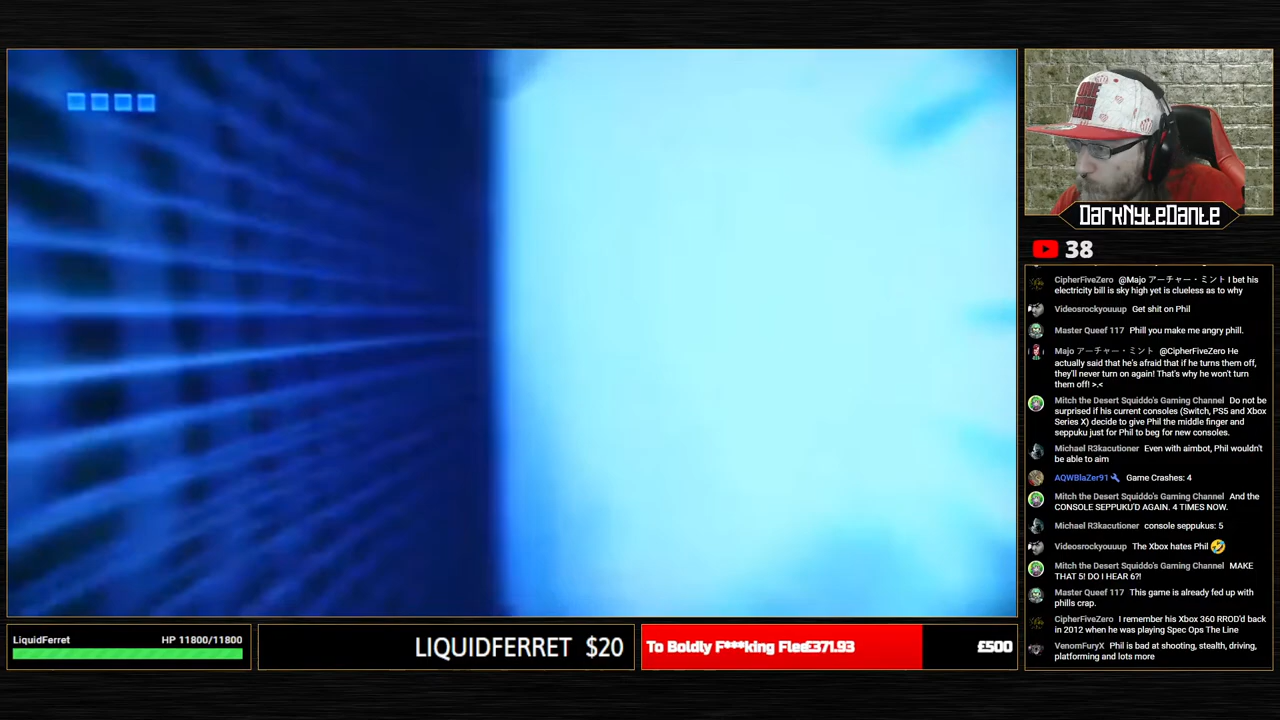 DarkNyteDante
38
CipherFiveZero @Majo アーチャー・ミント I bet his
electricity bill is sky high yet is clueless as to why
Videosrockyouuup Get shit on Phil
Master Queef 117 Phill you make me angry phill.
Majo アーチャー・ミント @CipherFiveZero He
actually said that he's afraid that if he turns them off,
they'll never turn on again! That's why he won't turn
them off! >.<
Mitch the Desert Squiddo's Gaming Channel Do not be
surprised if his current consoles (Switch, PS5 and Xbox
Series X) decide to give Phil the middle finger and
seppuku just for Phil to beg for new consoles.
Michael R3kacutioner Even with aimbot, Phil wouldn't
be able to aim
AQWBlaZer91 Game Crashes: 4
Mitch the Desert Squiddo's Gaming Channel And the
CONSOLE SEPPUKU'D AGAIN. 4 TIMES NOW.
Michael R3kacutioner console seppukus: 5
Videosrockyouuup The Xbox hates Phil 🤣
Mitch the Desert Squiddo's Gaming Channel MAKE
THAT 5! DO I HEAR 6?!
Master Queef 117 This game is already fed up with
phills crap.
CipherFiveZero I remember his Xbox 360 RROD'd back
in 2012 when he was playing Spec Ops The Line
VenomFuryX Phil is bad at shooting, stealth, driving,
platforming and lots more
LiquidFerret HP 11800/11800
LIQUIDFERRET $20
To Boldly F***king Flee£371.93 £500